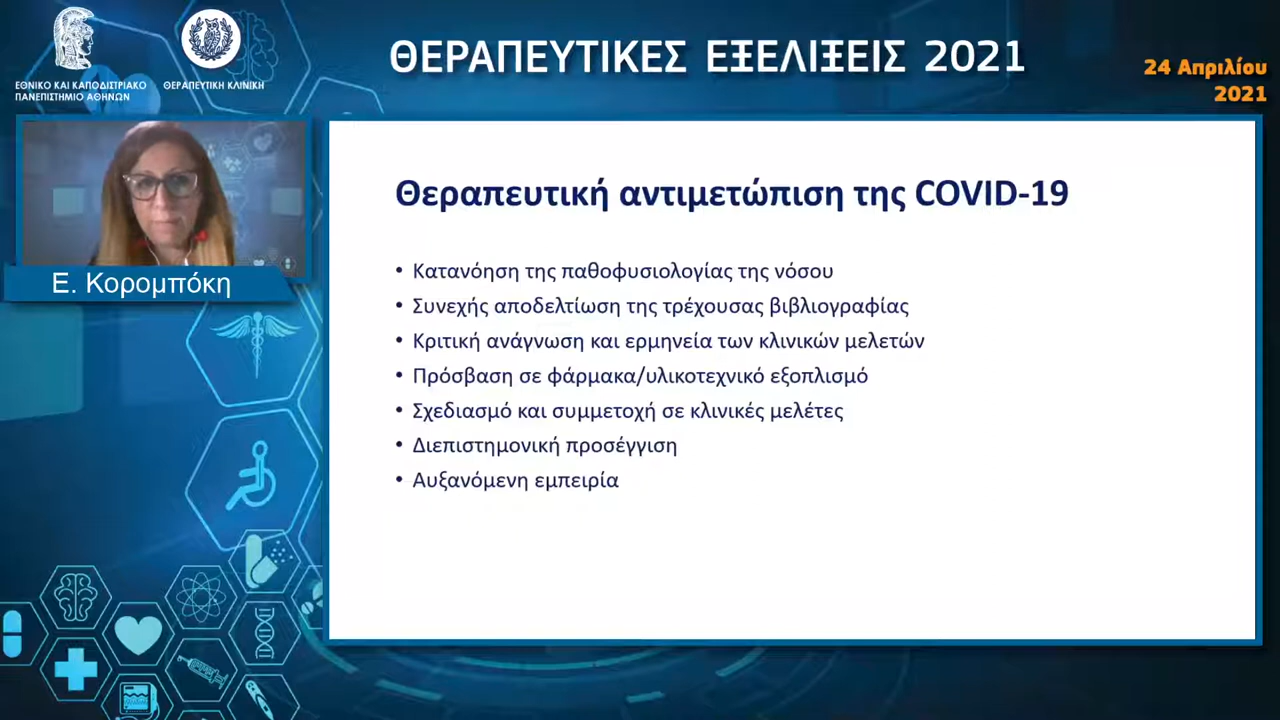 ΕΘΝΙΚΟ ΚΑΙ ΚΑΠΟΔΙΣΤΡΙΑΚΟ
ΠΑΝΕΠΙΣΤΗΜΙΟ ΑΘΗΝΩΝ
ΘΕΡΑΠΕΥΤΙΚΗ ΚΛΙΝΙΚΗ
ΘΕΡΑΠΕΥΤΙΚΕΣ ΕΞΕΛΙΞΕΙΣ 2021
24 Απριλίου
2021
Ε. Κορομπόκη
Θεραπευτική αντιμετώπιση της COVID-19
• Κατανόηση της παθοφυσιολογίας της νόσου
• Συνεχής αποδελτίωση της τρέχουσας βιβλιογραφίας
• Κριτική ανάγνωση και ερμηνεία των κλινικών μελετών
• Πρόσβαση σε φάρμακα/υλικοτεχνικό εξοπλισμό
• Σχεδιασμό και συμμετοχή σε κλινικές μελέτες
• Διεπιστημονική προσέγγιση
• Αυξανόμενη εμπειρία